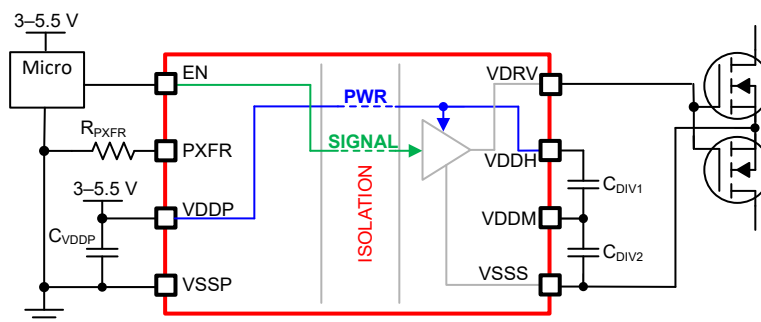 3–5.5 V
Micro
EN
VDRV
PWR
RPXFR
PXFR
SIGNAL
VDDH
3–5.5 V
CDIV1
VDDP
ISOLATION
VDDM
CVDDP
CDIV2
VSSP
VSSS